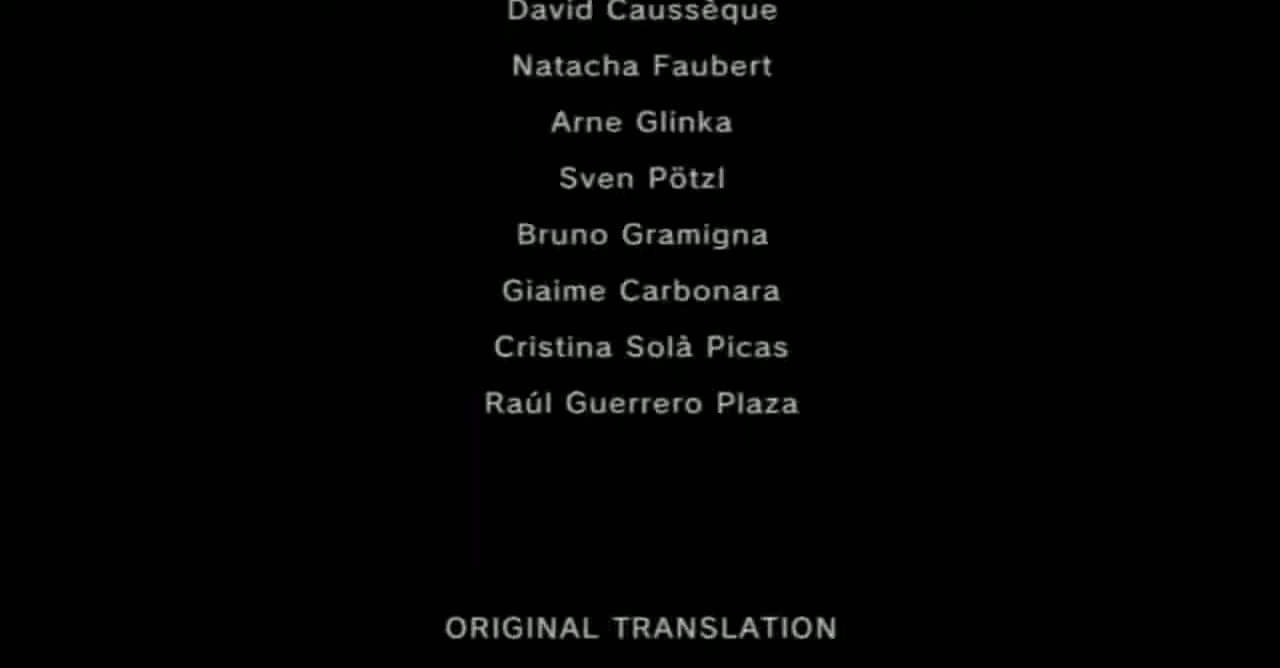 David Caussèque
Natacha Faubert
Arne Glinka
Sven Pötzl
Bruno Gramigna
Giaime Carbonara
Cristina Solà Picas
Raúl Guerrero Plaza
ORIGINAL TRANSLATION